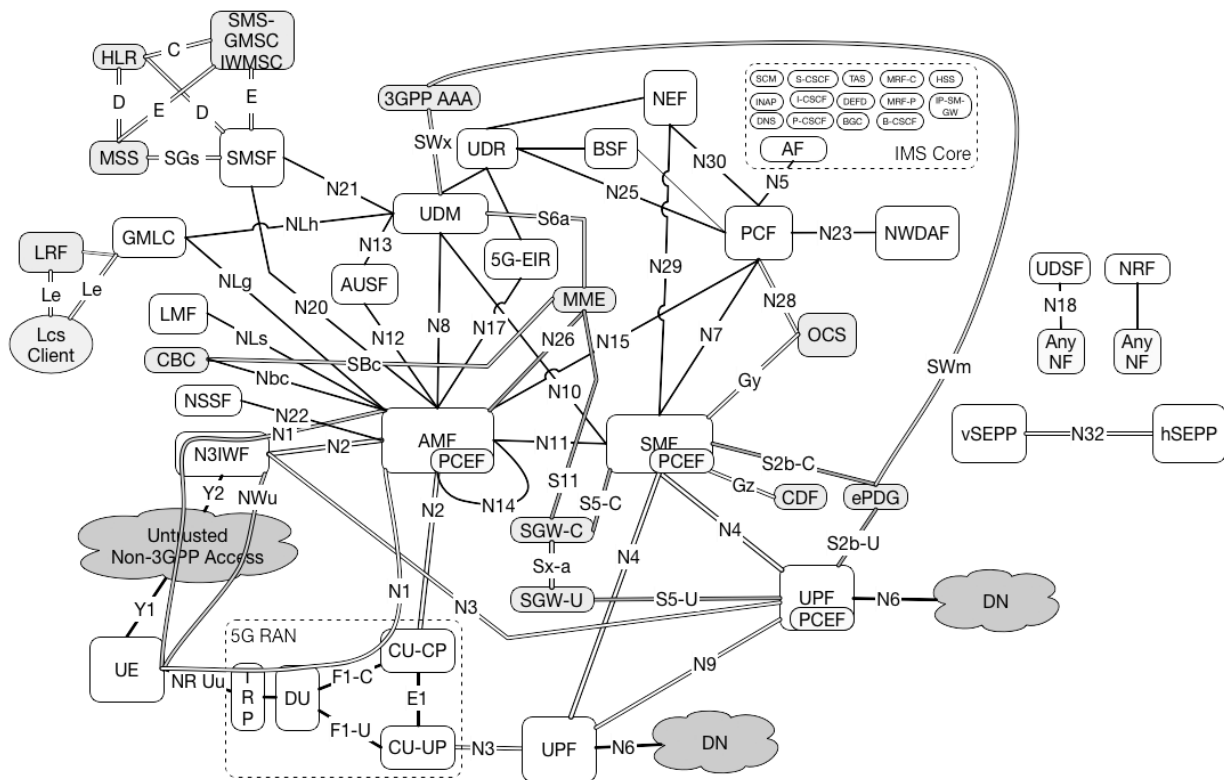 SMS-
GMSC
IWMSC
HLR
C
D
E
D
E
MSS
SGs
SMSF
3GPP AAA
SWx
NEF
UDR
BSF
N30
N25
SCM
S-CSCF
TAS
MRF-C
HSS
INAP
I-CSCF
DEFD
MRF-P
IP-SM-
GW
DNS
P-CSCF
BGC
B-CSCF
AF
IMS Core
N5
N21
UDM
S6a
PCF
N23
NWDAF
GMLC
NLh
N13
LRF
Le
Le
Lcs
Client
NLg
AUSF
5G-EIR
N29
N28
UDSF
NRF
N18
Any
NF
Any
NF
LMF
N20
NLs
N12
N8
N17
MME
N26
N15
N7
OCS
CBC
SBc
Nbc
Gy
SWm
NSSF
N22
N10
N1
N3IWF
N2
AMF
PCEF
N11
SMF
PCEF
vSEPP
N32
hSEPP
S2b-C
Y2
NWu
N14
S11
S5-C
Gz
CDF
ePDG
N2
Untrusted
Non-3GPP Access
SGW-C
N4
N4
S2b-U
Sx-a
Y1
N1
N3
SGW-U
S5-U
UPF
PCEF
N6
DN
5G RAN
UE
NR Uu
I
R
P
DU
F1-C
CU-CP
E1
F1-U
CU-UP
N3
N9
UPF
N6
DN